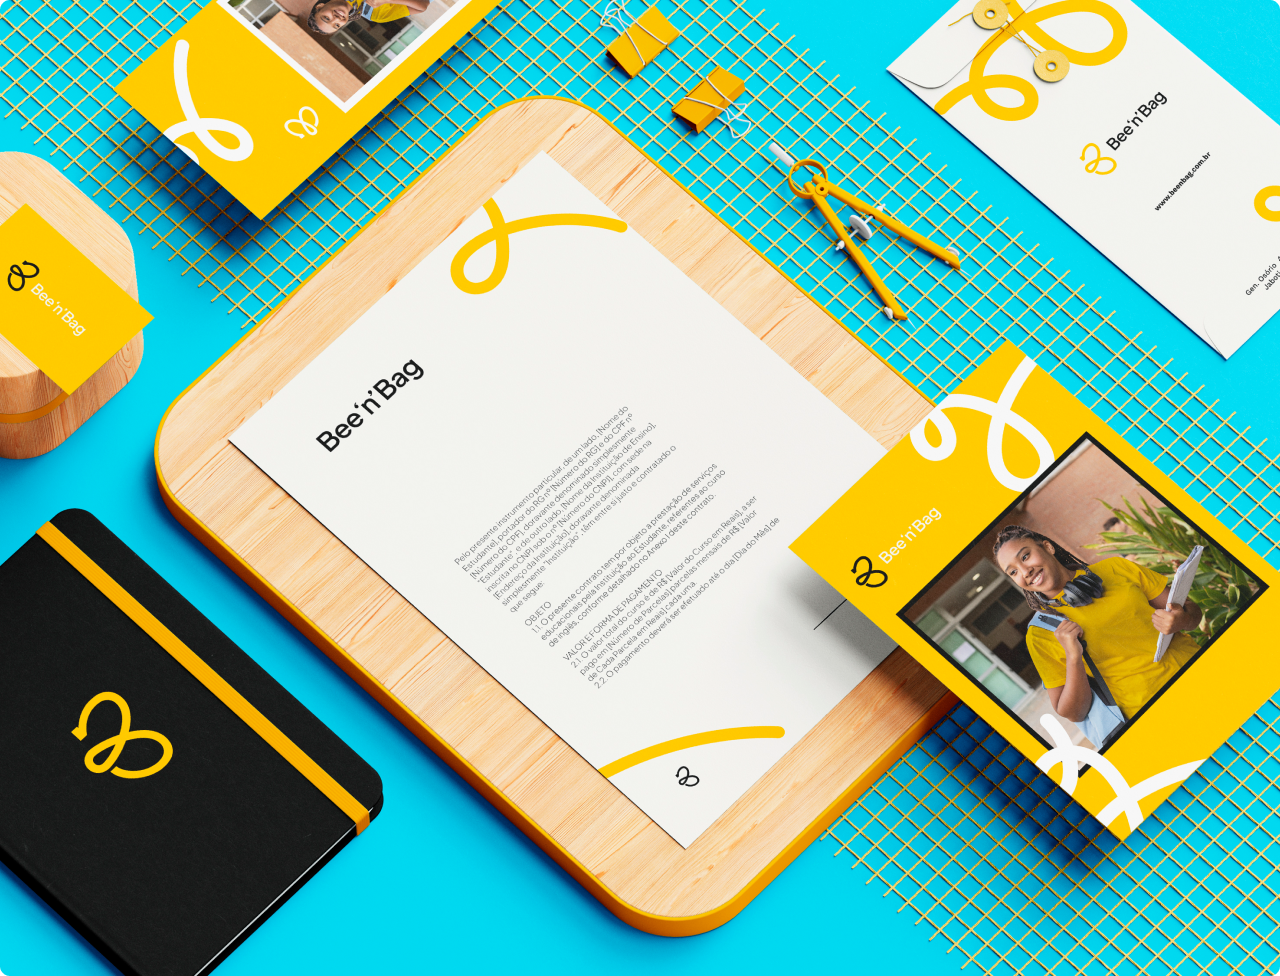 Bee'n'Bag
www.beenbag.com.br
Gen. Osório
Bee'n'Bag
Bee'n'Bag
Pelo presente instrumento particular, de um lado, [Nome do
Estudante], portador do RG nº [Número do RG] e do CPF nº
[Número do CPF], doravante denominado simplesmente
"Estudante", e de outro lado, [Nome da Instituição de Ensino],
inscrita no CNPJ sob o nº [Número do CNPJ], com sede na
[Endereço da Instituição], doravante denominada
simplesmente "Instituição", têm entre si justo e contratado o
que segue:
OBJETO
1.1. O presente contrato tem por objeto a prestação de serviços
educacionais pela Instituição ao Estudante, referentes ao curso
de inglês, conforme detalhado no Anexo I deste contrato.
VALOR E FORMA DE PAGAMENTO
2.1. O valor total do curso é de R$ [Valor do Curso em Reais], a ser
pago em [Número de Parcelas] parcelas mensais de R$ [Valor
de Cada Parcela em Reais] cada uma.
2.2. O pagamento deverá ser efetuado até o dia [Dia do Mês] de
Bee'n'Bag